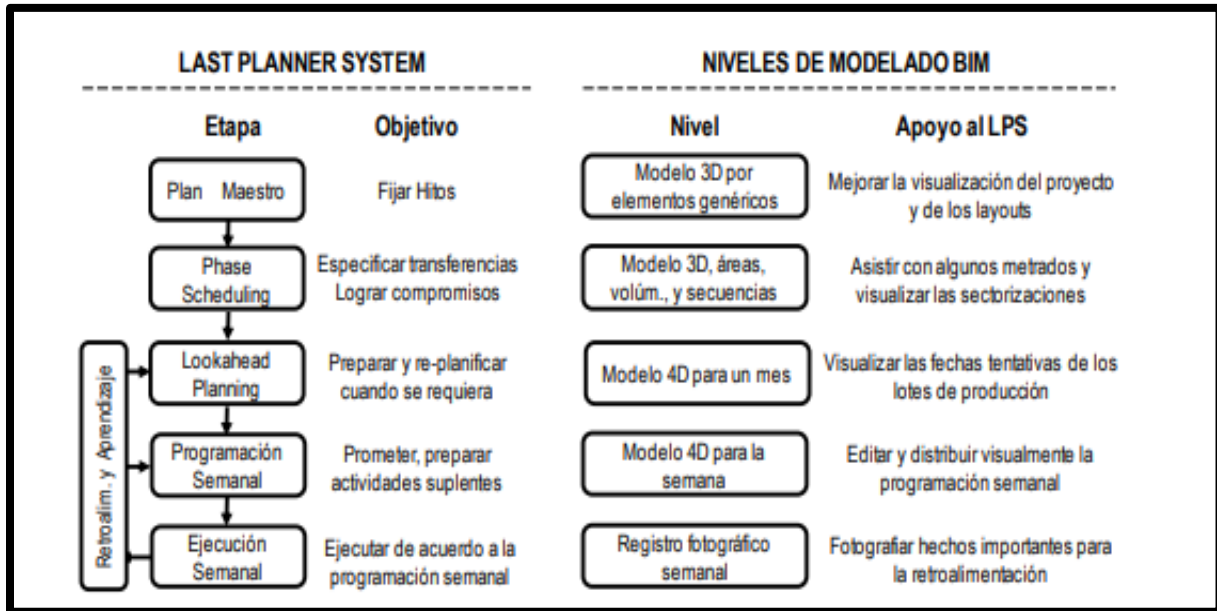 LAST PLANNER SYSTEM
NIVELES DE MODELADO BIM
Etapa
Objetivo
Nivel
Apoyo al LPS
Plan Maestro
Fijar Hitos
Modelo 3D por
elementos genéricos
Mejorar la visualización del proyecto
y de los layouts
Phase
Scheduling
Especificar transferencias
Lograr compromisos
Modelo 3D, áreas,
volúm., y secuencias
Asistir con algunos metrados y
visualizar las sectorizaciones
Retroalim. y Aprendizaje
Lookahead
Planning
Preparar y re-planificar
cuando se requiera
Modelo 4D para un mes
Visualizar las fechas tentativas de los
lotes de producción
Programación
Semanal
Prometer, preparar
actividades suplentes
Modelo 4D para la
semana
Editar y distribuir visualmente la
programación semanal
Ejecución
Semanal
Ejecutar de acuerdo a la
programación semanal
Registro fotográfico
semanal
Fotografiar hechos importantes para
la retroalimentación